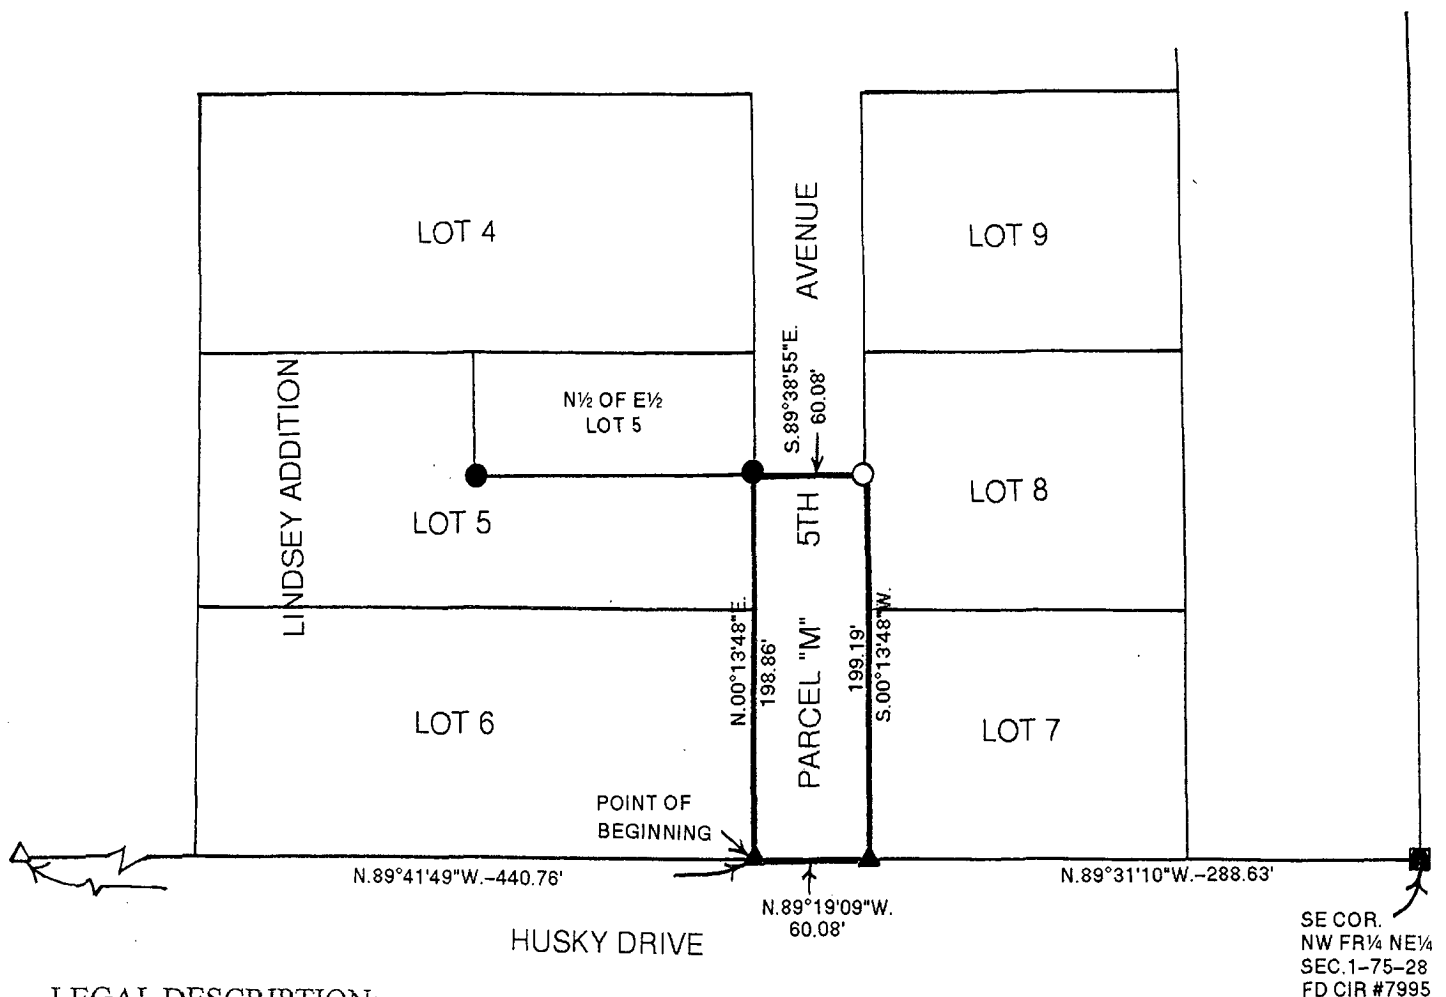 LOT 4
LOT 9
AVENUE
S.89°38'55"E.
60.08'
LINDSEY ADDITION
N½ OF E½
LOT 5
LOT 5
5TH
LOT 8
N.00°13'48"E.
198.86'
PARCEL "M"
199.19'
S.00°13'48"W.
LOT 6
LOT 7
POINT OF
BEGINNING
N.89°41'49"W.-440.76'
N.89°31'10"W.-288.63'
N.89°19'09"W.
60.08'
HUSKY DRIVE
SE COR.
NW FR¼ NE¼
SEC.1-75-28
FD CIR #7995
LEGAL DESCRIPTION: